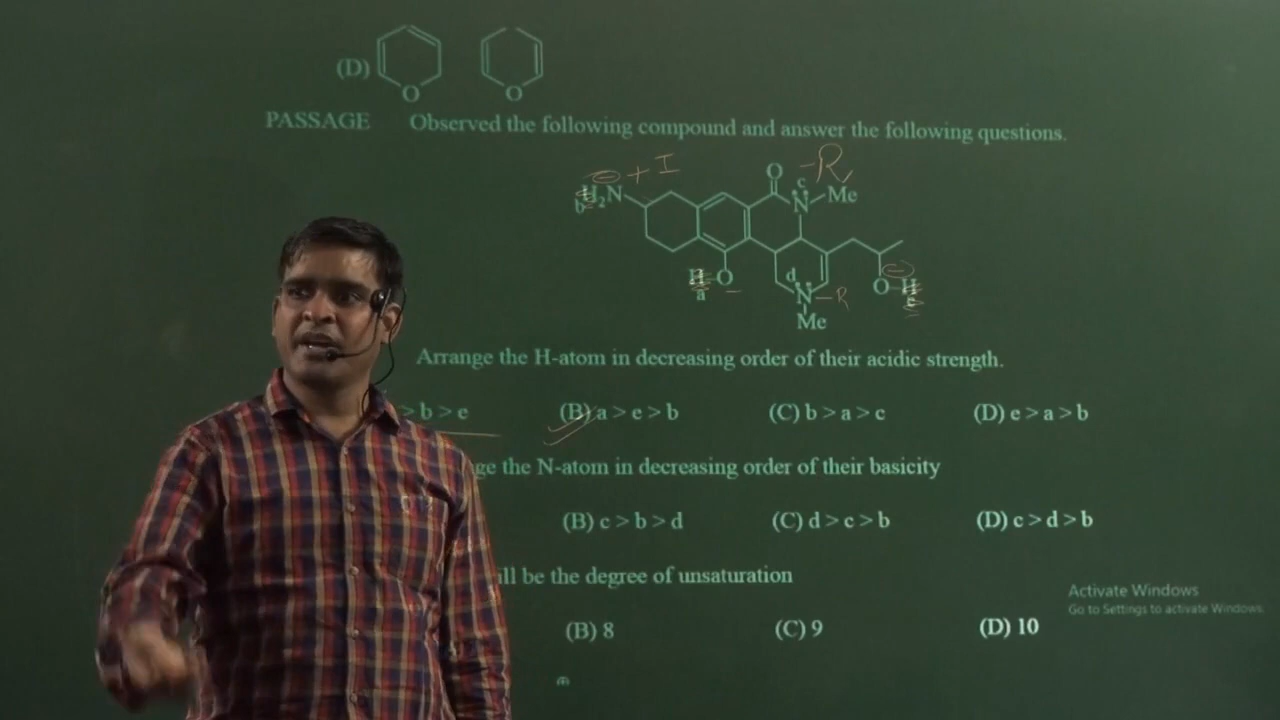 (D) O O
PASSAGE Observed the following compound and answer the following questions.
O c -R
H₂N + I N Me
b
H O d O H
a - N -R e
Me
Arrange the H-atom in decreasing order of their acidic strength.
> b > e (B) a > e > b (C) b > a > c (D) e > a > b
ge the N-atom in decreasing order of their basicity
(B) c > b > d (C) d > c > b (D) c > d > b
ill be the degree of unsaturation
(B) 8 (C) 9 (D) 10
Activate Windows
Go to Settings to activate Windows.